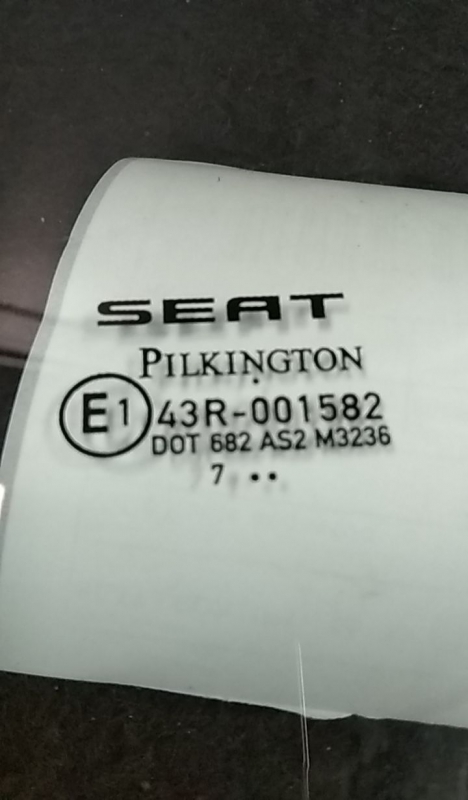 SEAT
PILKINGTON
E1 43R-001582
DOT 682 AS2 M3236
7 ..